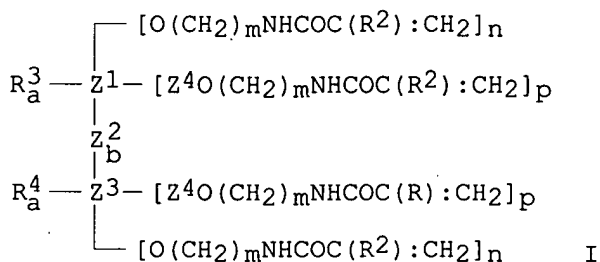 [O(CH2)mNHCOC(R2):CH2]n
R3a—Z1—[Z4O(CH2)mNHCOC(R2):CH2]p
Z2b
R4a—Z3—[Z4O(CH2)mNHCOC(R):CH2]p
[O(CH2)mNHCOC(R2):CH2]n I